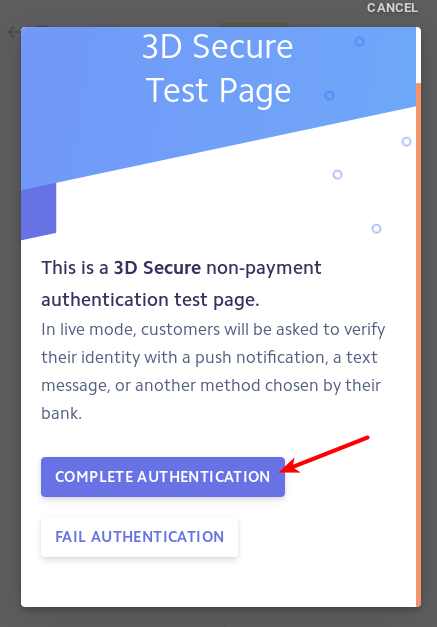 CANCEL
3D Secure
Test Page
This is a 3D Secure non-payment
authentication test page.
In live mode, customers will be asked to verify
their identity with a push notification, a text
message, or another method chosen by their
bank.
COMPLETE AUTHENTICATION
FAIL AUTHENTICATION